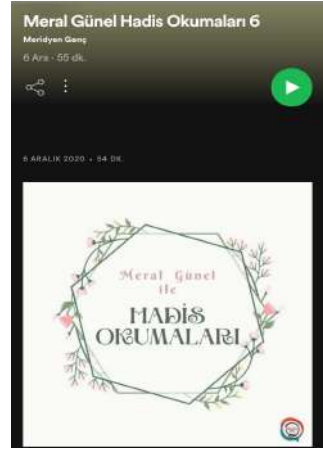 Meral Günel Hadis Okumaları 6
Meridyen Genç
6 Ara - 55 dk.
6 ARALIK 2020 • 54 DK.
Meral Günel
ile
HADİS
OKUMALARI